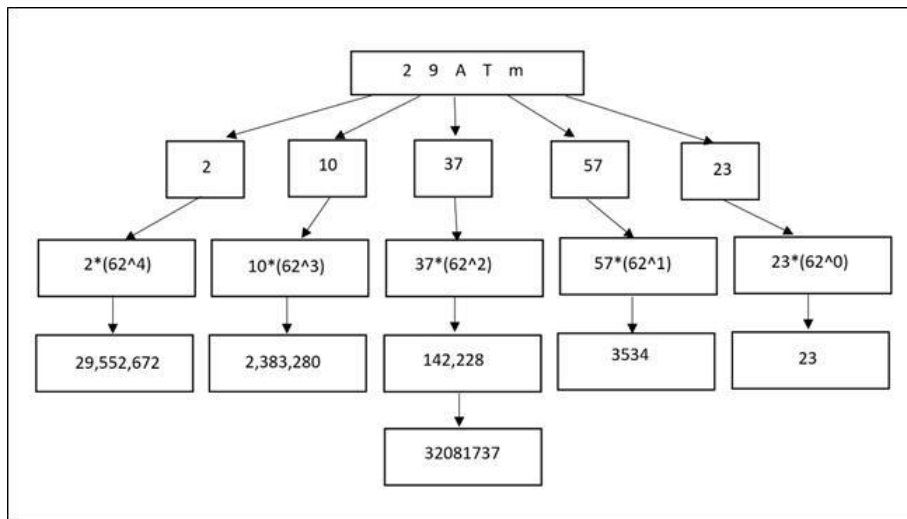 2 9 A T m
2 10 37 57 23
2*(62^4) 10*(62^3) 37*(62^2) 57*(62^1) 23*(62^0)
29,552,672 2,383,280 142,228 3534 23
32081737